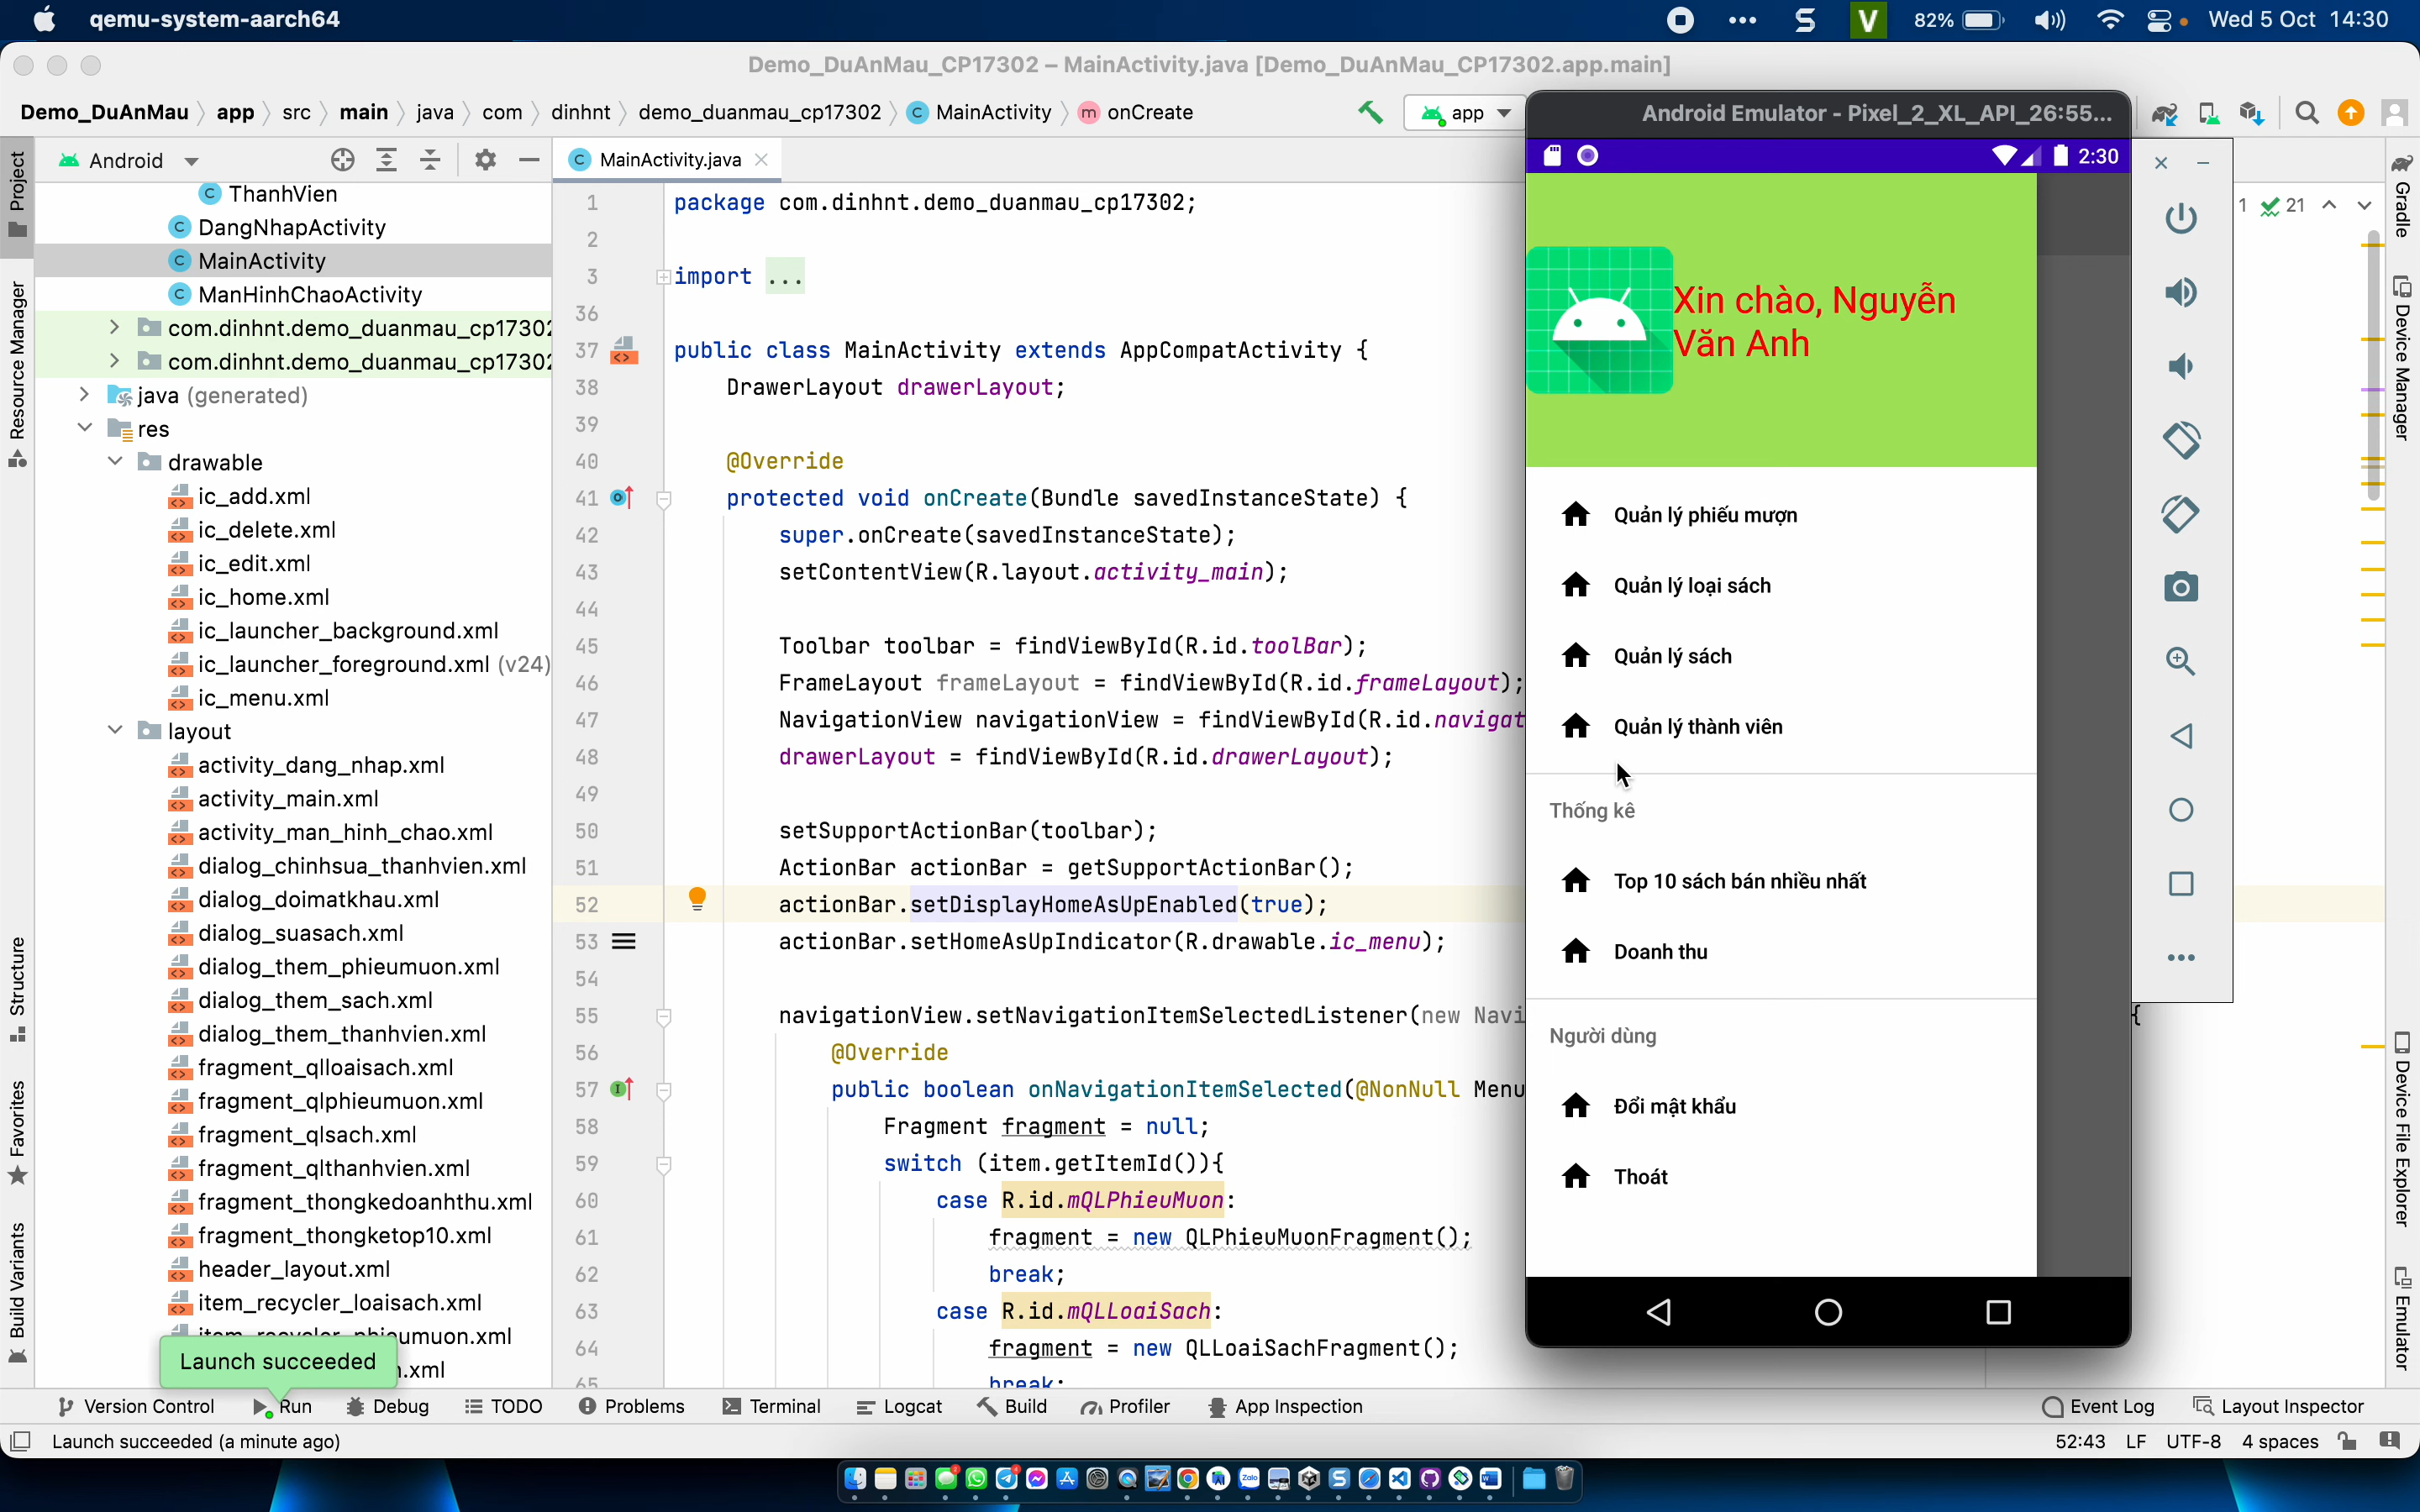 qemu-system-aarch64
82%
Wed 5 Oct 14:30
Demo_DuAnMau_CP17302 – MainActivity.java [Demo_DuAnMau_CP17302.app.main]
Demo_DuAnMau app src main java com dinhnt demo_duanmau_cp17302 MainActivity onCreate
app
Android Emulator - Pixel_2_XL_API_26:55...
Android
MainActivity.java
2:30
Project
Resource Manager
Structure
Favorites
Build Variants
ThanhVien
DangNhapActivity
MainActivity
ManHinhChaoActivity
com.dinhnt.demo_duanmau_cp17302
com.dinhnt.demo_duanmau_cp17302
java (generated)
res
drawable
ic_add.xml
ic_delete.xml
ic_edit.xml
ic_home.xml
ic_launcher_background.xml
ic_launcher_foreground.xml (v24)
ic_menu.xml
layout
activity_dang_nhap.xml
activity_main.xml
activity_man_hinh_chao.xml
dialog_chinhsua_thanhvien.xml
dialog_doimatkhau.xml
dialog_suasach.xml
dialog_them_phieumuon.xml
dialog_them_sach.xml
dialog_them_thanhvien.xml
fragment_qlloaisach.xml
fragment_qlphieumuon.xml
fragment_qlsach.xml
fragment_qlthanhvien.xml
fragment_thongkedoanhthu.xml
fragment_thongketop10.xml
header_layout.xml
item_recycler_loaisach.xml
item_recycler_phieumuon.xml
.xml
Launch succeeded
1 package com.dinhnt.demo_duanmau_cp17302;
2
3 import ...
36
37 public class MainActivity extends AppCompatActivity {
38 DrawerLayout drawerLayout;
39
40 @Override
41 protected void onCreate(Bundle savedInstanceState) {
42 super.onCreate(savedInstanceState);
43 setContentView(R.layout.activity_main);
44
45 Toolbar toolbar = findViewById(R.id.toolBar);
46 FrameLayout frameLayout = findViewById(R.id.frameLayout);
47 NavigationView navigationView = findViewById(R.id.navigat
48 drawerLayout = findViewById(R.id.drawerLayout);
49
50 setSupportActionBar(toolbar);
51 ActionBar actionBar = getSupportActionBar();
52 actionBar.setDisplayHomeAsUpEnabled(true);
53 actionBar.setHomeAsUpIndicator(R.drawable.ic_menu);
54
55 navigationView.setNavigationItemSelectedListener(new Navi
{
56 @Override
57 public boolean onNavigationItemSelected(@NonNull Menu
58 Fragment fragment = null;
59 switch (item.getItemId()){
60 case R.id.mQLPhieuMuon:
61 fragment = new QLPhieuMuonFragment();
62 break;
63 case R.id.mQLLoaiSach:
64 fragment = new QLLoaiSachFragment();
65 break;
Xin chào, Nguyễn
Văn Anh
Quản lý phiếu mượn
Quản lý loại sách
Quản lý sách
Quản lý thành viên
Thống kê
Top 10 sách bán nhiều nhất
Doanh thu
Người dùng
Đổi mật khẩu
Thoát
1 21
Gradle
Device Manager
Device File Explorer
Emulator
Version Control Run Debug TODO Problems Terminal Logcat Build Profiler App Inspection Event Log Layout Inspector
Launch succeeded (a minute ago)
52:43 LF UTF-8 4 spaces
Zalo